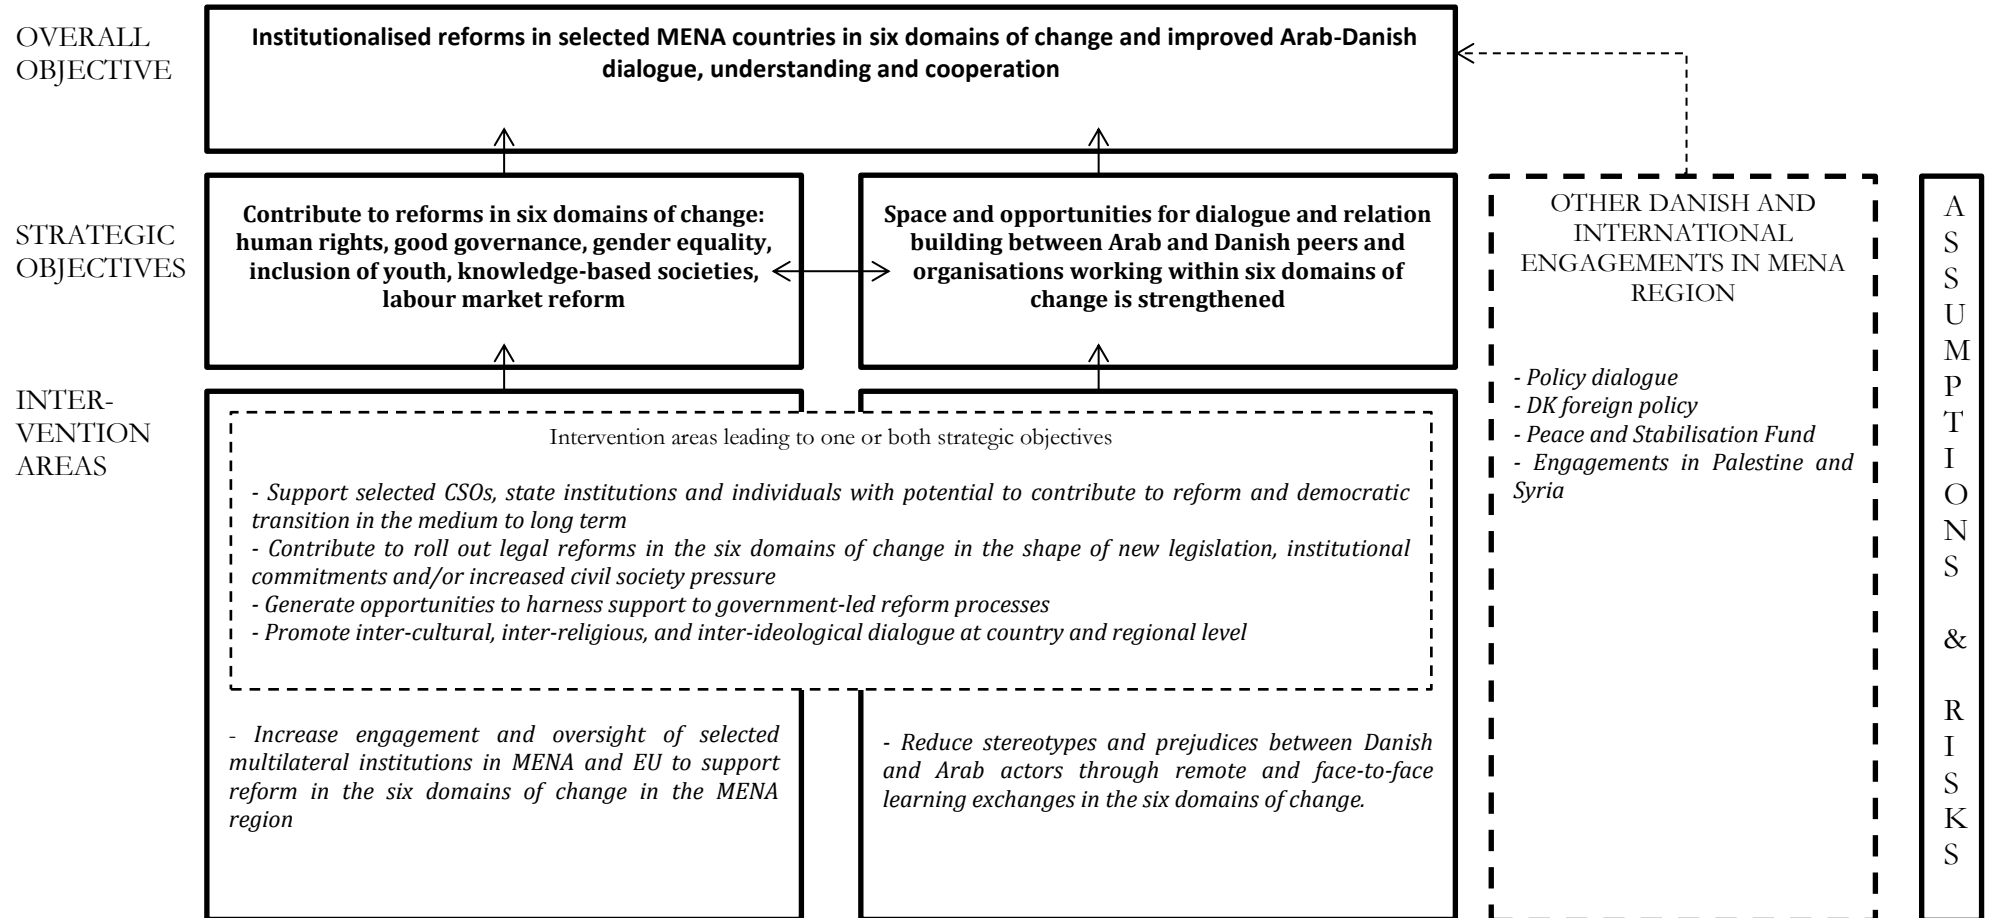 OVERALL
OBJECTIVE
Institutionalised reforms in selected MENA countries in six domains of change and improved Arab-Danish
dialogue, understanding and cooperation
STRATEGIC
OBJECTIVES
Contribute to reforms in six domains of change:
human rights, good governance, gender equality,
inclusion of youth, knowledge-based societies,
labour market reform
Space and opportunities for dialogue and relation
building between Arab and Danish peers and
organisations working within six domains of
change is strengthened
INTER-
VENTION
AREAS
Intervention areas leading to one or both strategic objectives
- Support selected CSOs, state institutions and individuals with potential to contribute to reform and democratic
transition in the medium to long term
- Contribute to roll out legal reforms in the six domains of change in the shape of new legislation, institutional
commitments and/or increased civil society pressure
- Generate opportunities to harness support to government-led reform processes
- Promote inter-cultural, inter-religious, and inter-ideological dialogue at country and regional level
- Increase engagement and oversight of selected
multilateral institutions in MENA and EU to support
reform in the six domains of change in the MENA
region
- Reduce stereotypes and prejudices between Danish
and Arab actors through remote and face-to-face
learning exchanges in the six domains of change.
OTHER DANISH AND
INTERNATIONAL
ENGAGEMENTS IN MENA
REGION
- Policy dialogue
- DK foreign policy
- Peace and Stabilisation Fund
- Engagements in Palestine and
Syria
A
S
S
U
M
P
T
I
O
N
S
&
R
I
S
K
S